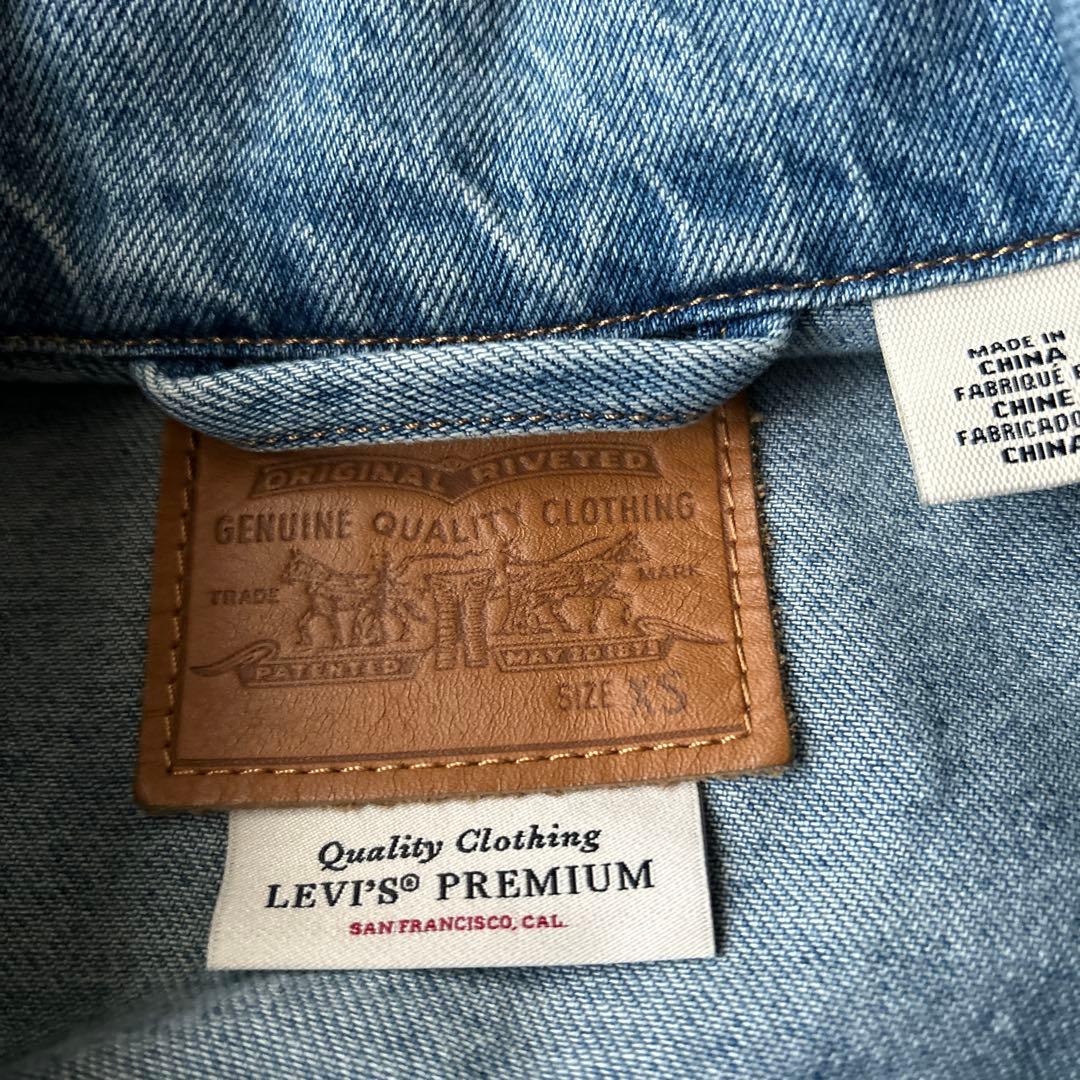 ORIGINAL RIVETED
GENUINE QUALITY CLOTHING
TRADE MARK
PATENTED MAY 20 1873
SIZE XS
Quality Clothing
LEVI'S® PREMIUM
SAN FRANCISCO, CAL.
MADE IN
CHINA
FABRIQUÉ
CHINE
FABRICADO
CHINA